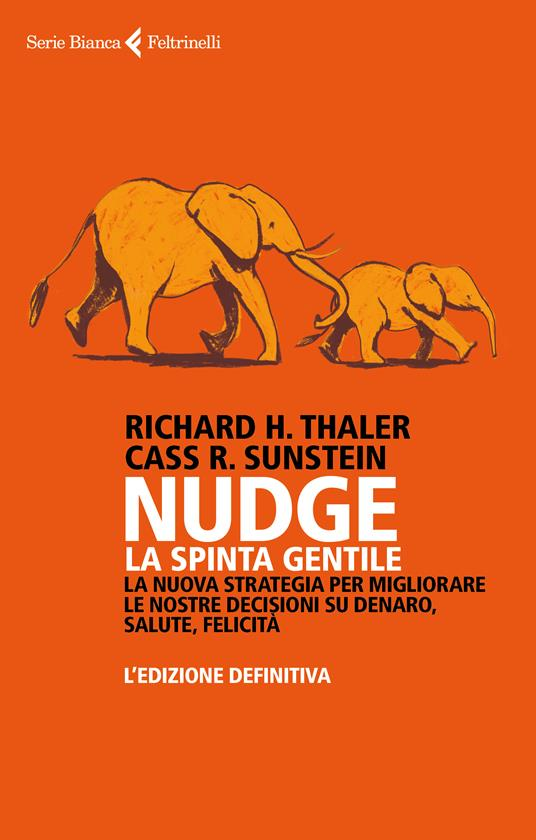 Serie Bianca Feltrinelli
RICHARD H. THALER
CASS R. SUNSTEIN
NUDGE
LA SPINTA GENTILE
LA NUOVA STRATEGIA PER MIGLIORARE
LE NOSTRE DECISIONI SU DENARO,
SALUTE, FELICITÀ
L'EDIZIONE DEFINITIVA